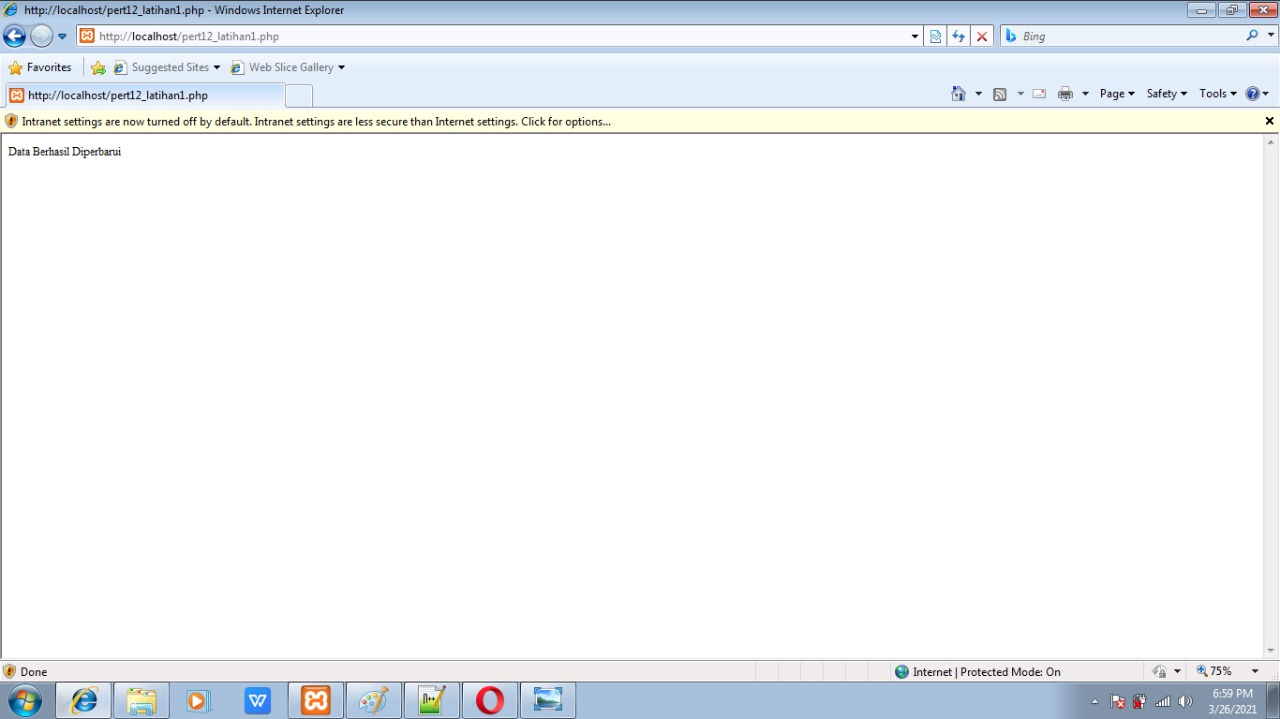 http://localhost/pert12_latihan1.php - Windows Internet Explorer
http://localhost/pert12_latihan1.php
Bing
Favorites Suggested Sites Web Slice Gallery
http://localhost/pert12_latihan1.php
Page Safety Tools
Intranet settings are now turned off by default. Intranet settings are less secure than Internet settings. Click for options...
Data Berhasil Diperbarui
Done Internet | Protected Mode: On 75%
6:59 PM
3/26/2021